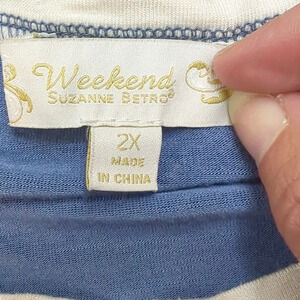 Weekend
SUZANNE BETRO®
2X
MADE
IN CHINA